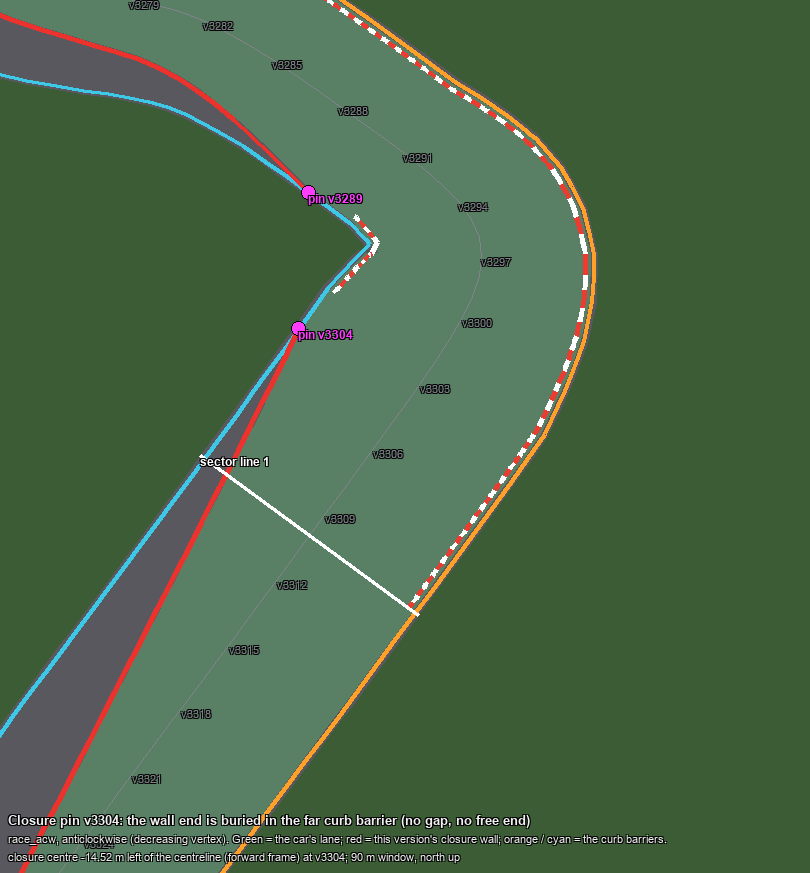 v3279
v3282
v3285
v3288
v3291
pin v3289
v3294
v3297
v3300
pin v3304
v3303
v3306
sector line 1
v3309
v3312
v3315
v3318
v3321
Closure pin v3304: the wall end is buried in the far curb barrier (no gap, no free end)
race_acw, anticlockwise (decreasing vertex). Green = the car's lane; red = this version's closure wall; orange / cyan = the curb barriers.
closure centre -14.52 m left of the centreline (forward frame) at v3304; 90 m window, north up